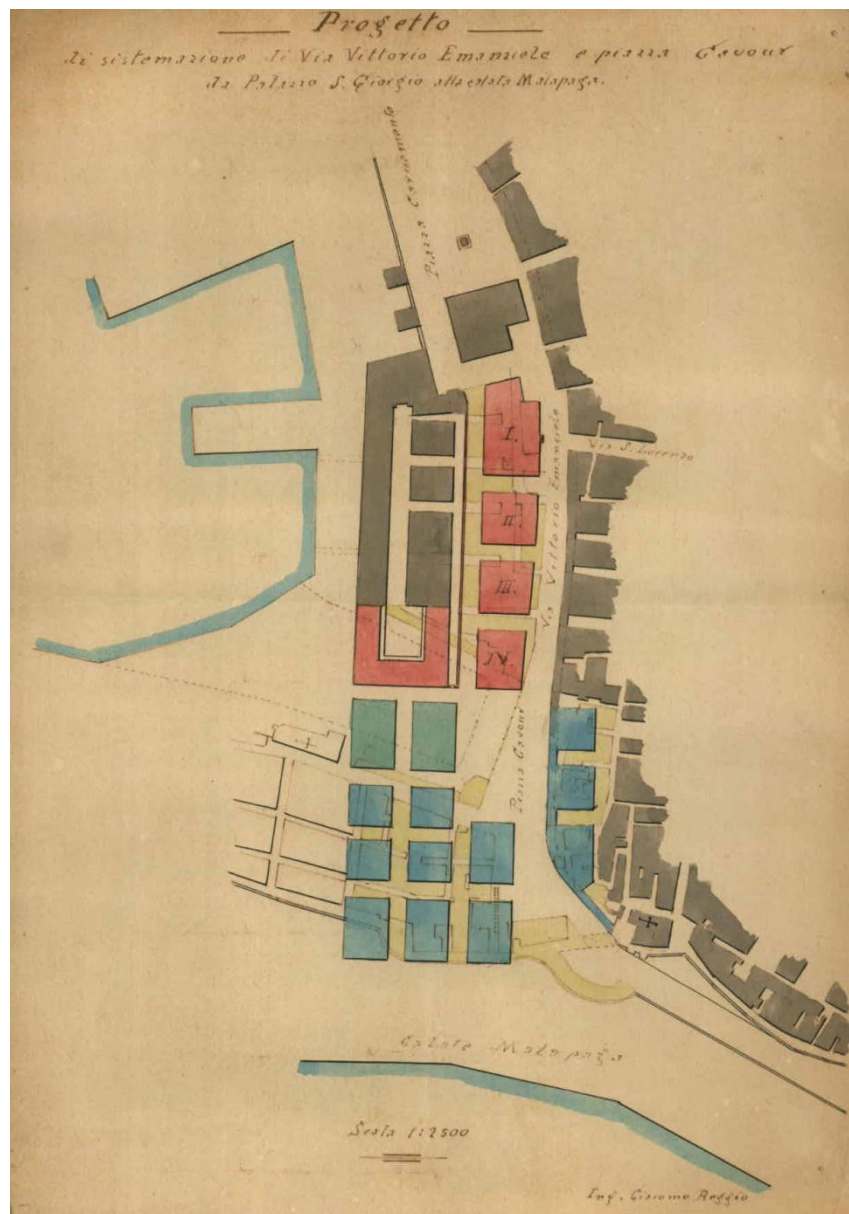 Progetto
di sistemazione di Via Vittorio Emanuele e piazza Cavour
da Palazzo S. Giorgio alla calata Malapaga.
Piazza Caricamento
I.
Via S. Lorenzo
II.
Via Vittorio Emanuele
III.
IV.
Piazza Cavour
Calate Malapaga
Scala 1:2500
Ing. Giacomo Reggio